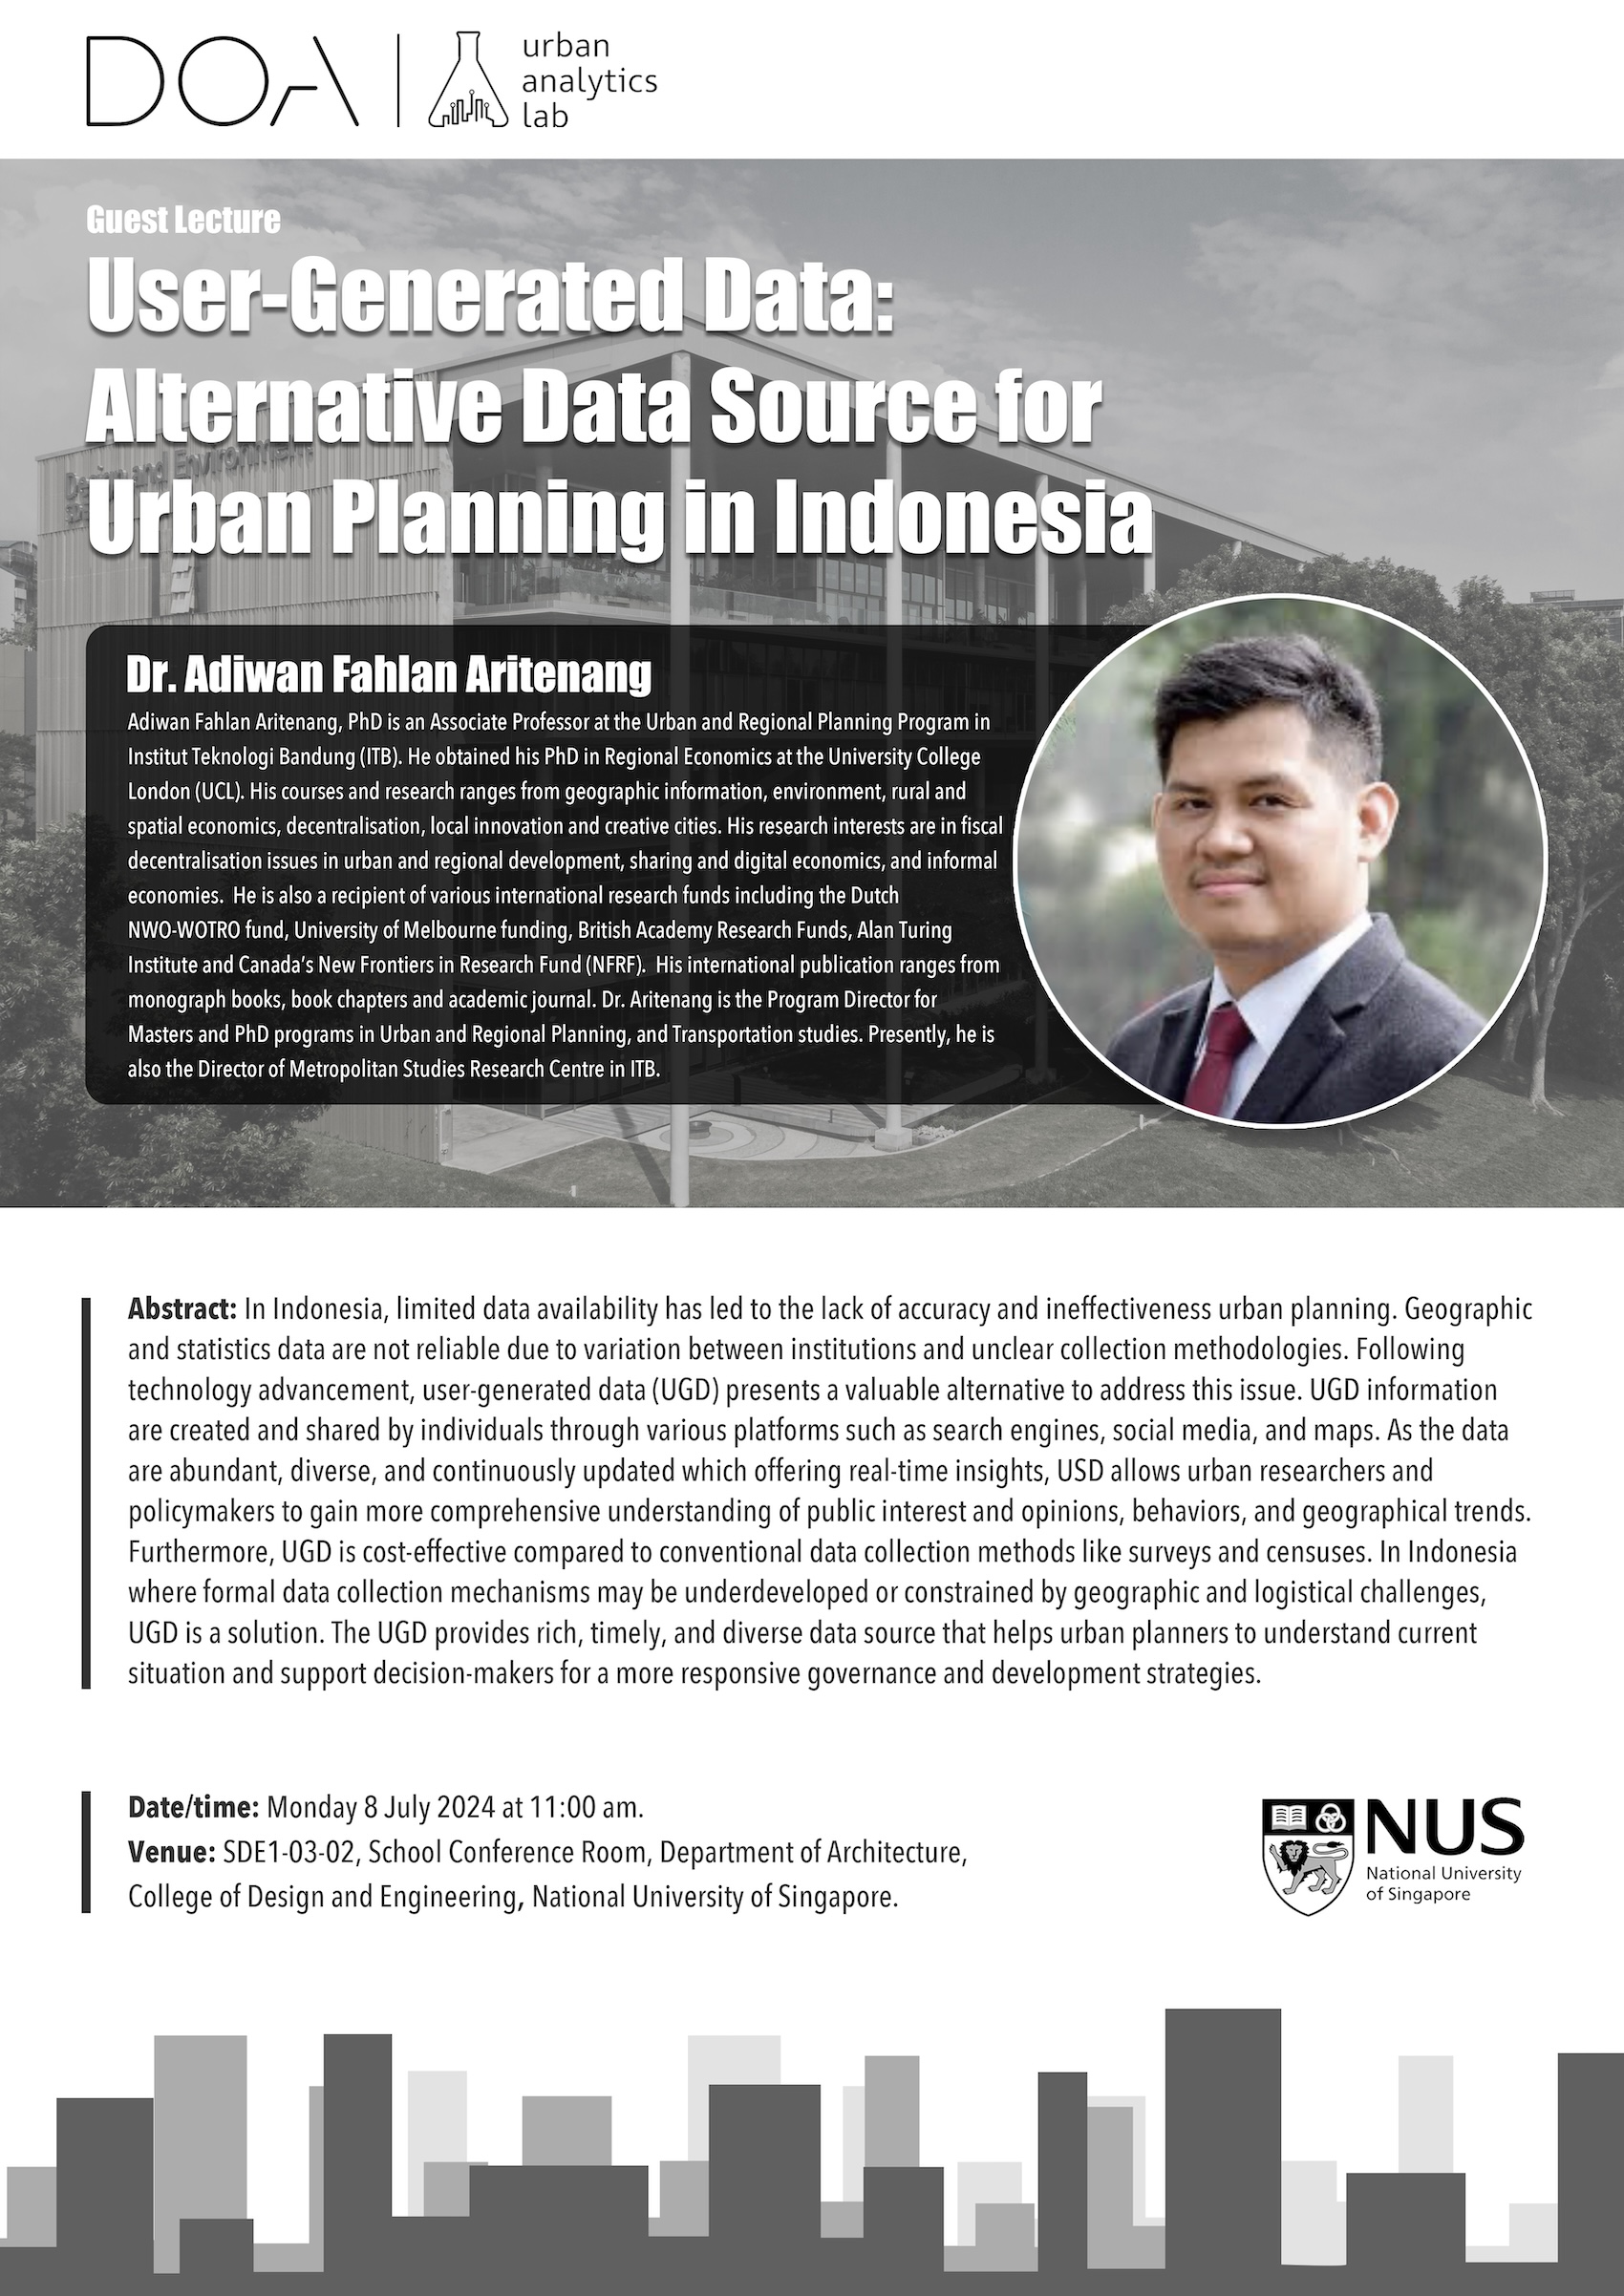 DOA
urban
analytics
lab
Guest Lecture
User-Generated Data:
Alternative Data Source for
Urban Planning in Indonesia
Dr. Adiwan Fahlan Aritenang
Adiwan Fahlan Aritenang, PhD is an Associate Professor at the Urban and Regional Planning Program in
Institut Teknologi Bandung (ITB). He obtained his PhD in Regional Economics at the University College
London (UCL). His courses and research ranges from geographic information, environment, rural and
spatial economics, decentralisation, local innovation and creative cities. His research interests are in fiscal
decentralisation issues in urban and regional development, sharing and digital economics, and informal
economies.  He is also a recipient of various international research funds including the Dutch
NWO-WOTRO fund, University of Melbourne funding, British Academy Research Funds, Alan Turing
Institute and Canada’s New Frontiers in Research Fund (NFRF).  His international publication ranges from
monograph books, book chapters and academic journal. Dr. Aritenang is the Program Director for
Masters and PhD programs in Urban and Regional Planning, and Transportation studies. Presently, he is
also the Director of Metropolitan Studies Research Centre in ITB.
Abstract: In Indonesia, limited data availability has led to the lack of accuracy and ineffectiveness urban planning. Geographic
and statistics data are not reliable due to variation between institutions and unclear collection methodologies. Following
technology advancement, user-generated data (UGD) presents a valuable alternative to address this issue. UGD information
are created and shared by individuals through various platforms such as search engines, social media, and maps. As the data
are abundant, diverse, and continuously updated which offering real-time insights, USD allows urban researchers and
policymakers to gain more comprehensive understanding of public interest and opinions, behaviors, and geographical trends.
Furthermore, UGD is cost-effective compared to conventional data collection methods like surveys and censuses. In Indonesia
where formal data collection mechanisms may be underdeveloped or constrained by geographic and logistical challenges,
UGD is a solution. The UGD provides rich, timely, and diverse data source that helps urban planners to understand current
situation and support decision-makers for a more responsive governance and development strategies.
Date/time: Monday 8 July 2024 at 11:00 am.
Venue: SDE1-03-02, School Conference Room, Department of Architecture,
College of Design and Engineering, National University of Singapore.
NUS
National University
of Singapore